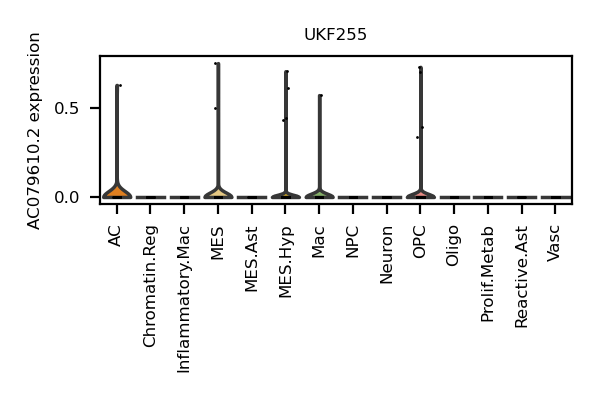 UKF255
AC079610.2 expression
0.5
0.0
AC
Chromatin.Reg
Inflammatory.Mac
MES
MES.Ast
MES.Hyp
Mac
NPC
Neuron
OPC
Oligo
Prolif.Metab
Reactive.Ast
Vasc